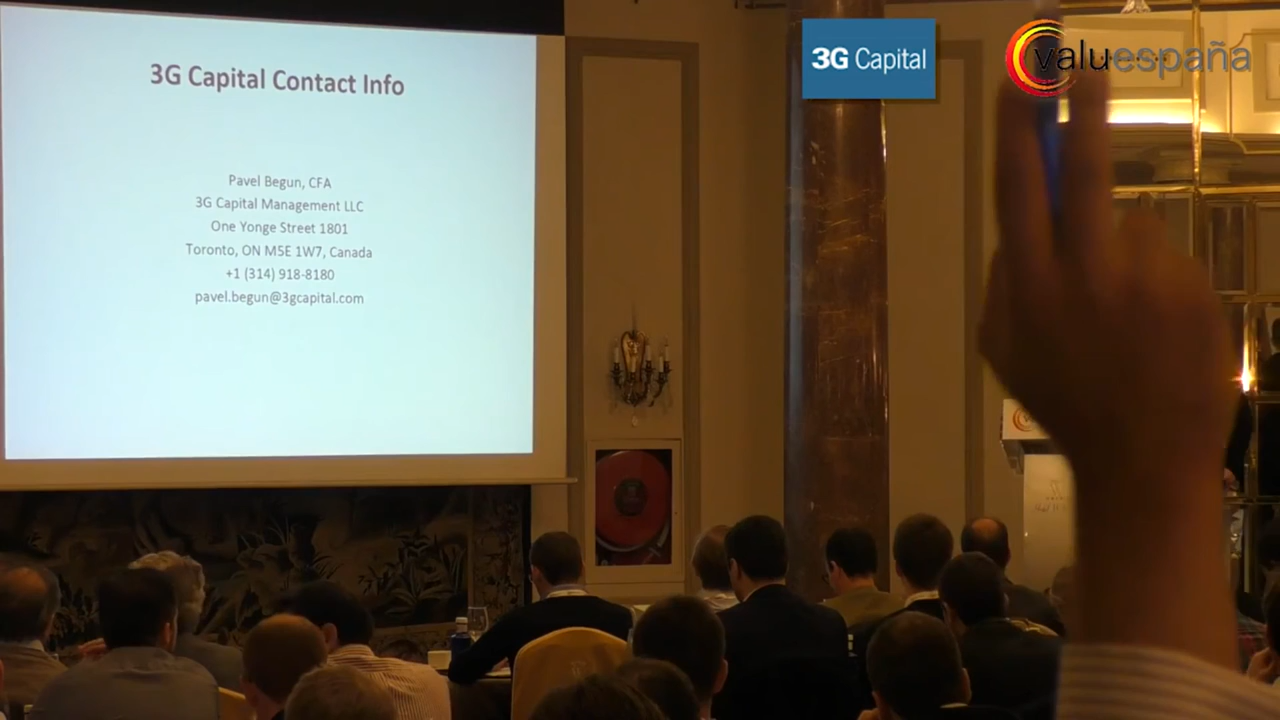 3G Capital Contact Info
Pavel Begun, CFA
3G Capital Management LLC
One Yonge Street 1801
Toronto, ON M5E 1W7, Canada
+1 (314) 918-8180
pavel.begun@3gcapital.com
3G Capital
valuespaña